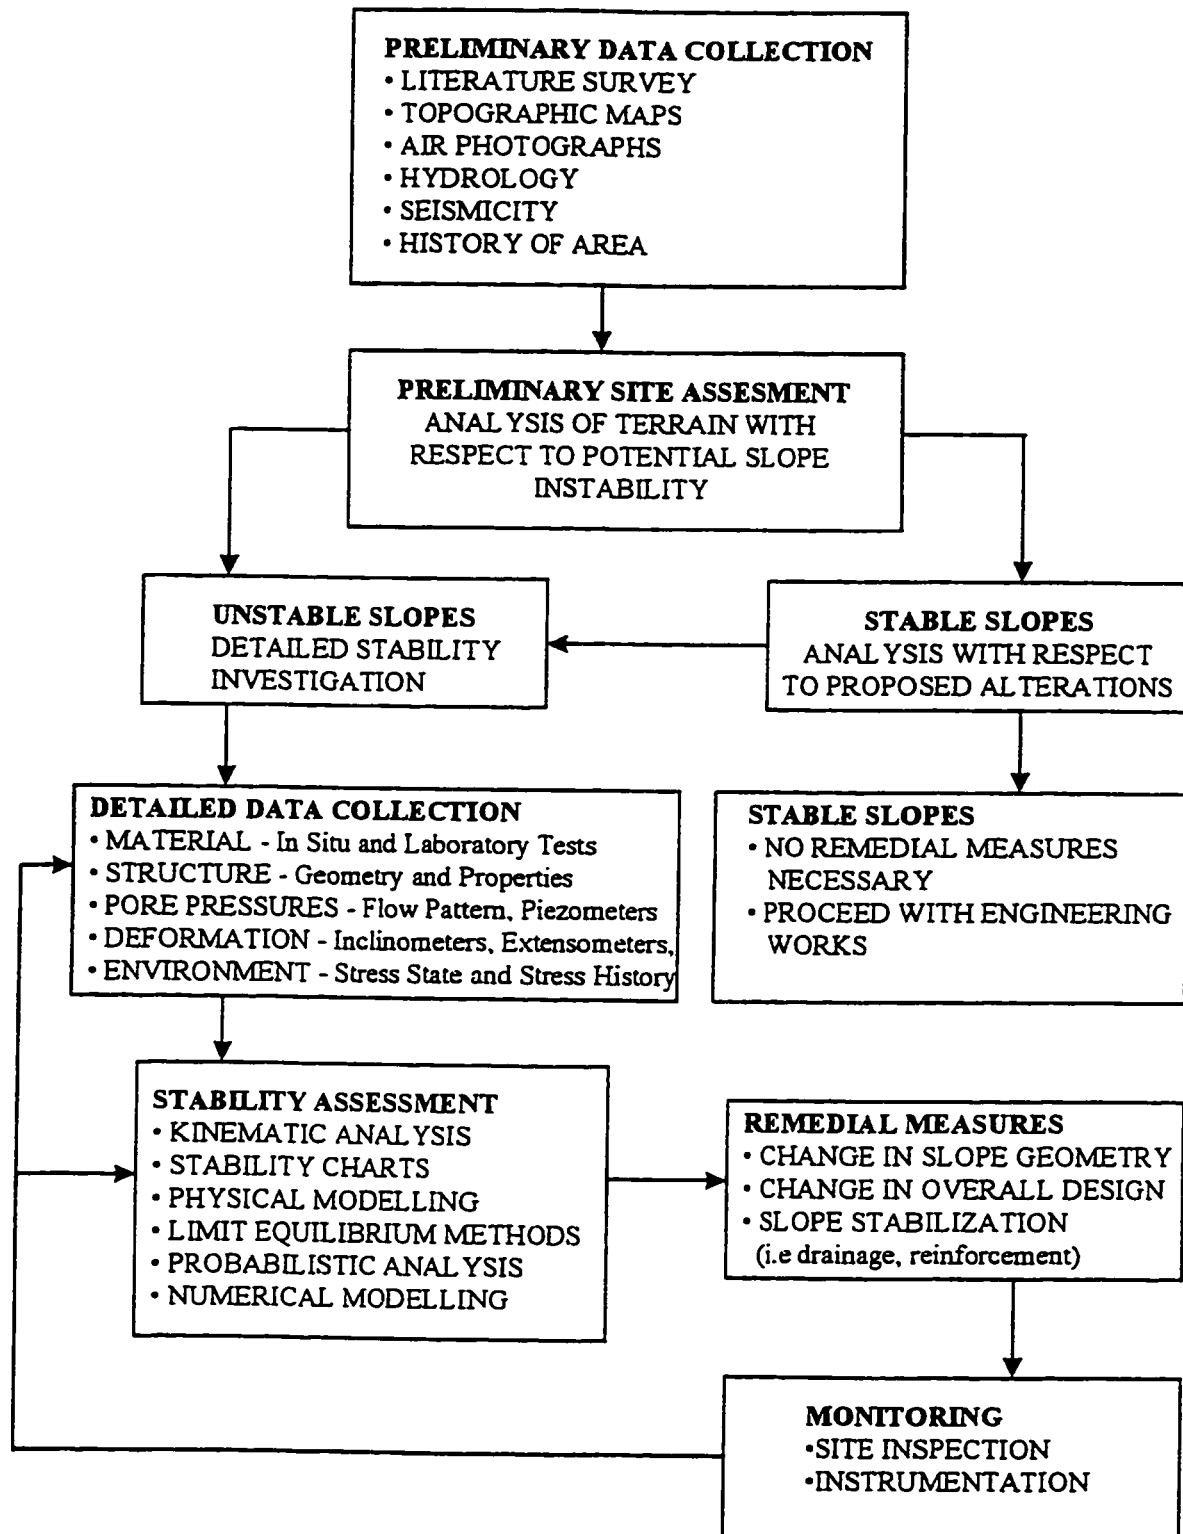 PRELIMINARY DATA COLLECTION
• LITERATURE SURVEY
• TOPOGRAPHIC MAPS
• AIR PHOTOGRAPHS
• HYDROLOGY
• SEISMICITY
• HISTORY OF AREA
PRELIMINARY SITE ASSESMENT
ANALYSIS OF TERRAIN WITH
RESPECT TO POTENTIAL SLOPE
INSTABILITY
UNSTABLE SLOPES
DETAILED STABILITY
INVESTIGATION
STABLE SLOPES
ANALYSIS WITH RESPECT
TO PROPOSED ALTERATIONS
DETAILED DATA COLLECTION
• MATERIAL - In Situ and Laboratory Tests
• STRUCTURE - Geometry and Properties
• PORE PRESSURES - Flow Pattern, Piezometers
• DEFORMATION - Inclinometers, Extensometers,
• ENVIRONMENT - Stress State and Stress History
STABLE SLOPES
• NO REMEDIAL MEASURES
NECESSARY
• PROCEED WITH ENGINEERING
WORKS
STABILITY ASSESSMENT
• KINEMATIC ANALYSIS
• STABILITY CHARTS
• PHYSICAL MODELLING
• LIMIT EQUILIBRIUM METHODS
• PROBABILISTIC ANALYSIS
• NUMERICAL MODELLING
REMEDIAL MEASURES
• CHANGE IN SLOPE GEOMETRY
• CHANGE IN OVERALL DESIGN
• SLOPE STABILIZATION
(i.e drainage, reinforcement)
MONITORING
•SITE INSPECTION
•INSTRUMENTATION